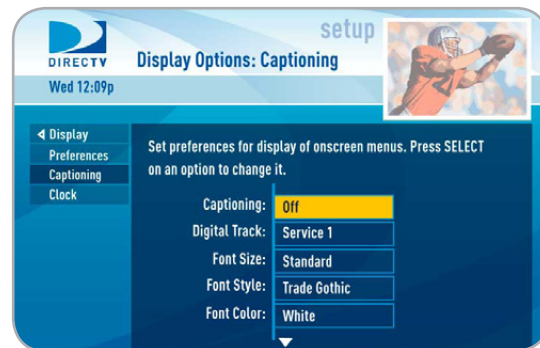 setup
DIRECTV
Display Options: Captioning
Wed 12:09p
Display
Preferences
Captioning
Clock
Set preferences for display of onscreen menus. Press SELECT
on an option to change it.
Captioning: Off
Digital Track: Service 1
Font Size: Standard
Font Style: Trade Gothic
Font Color: White